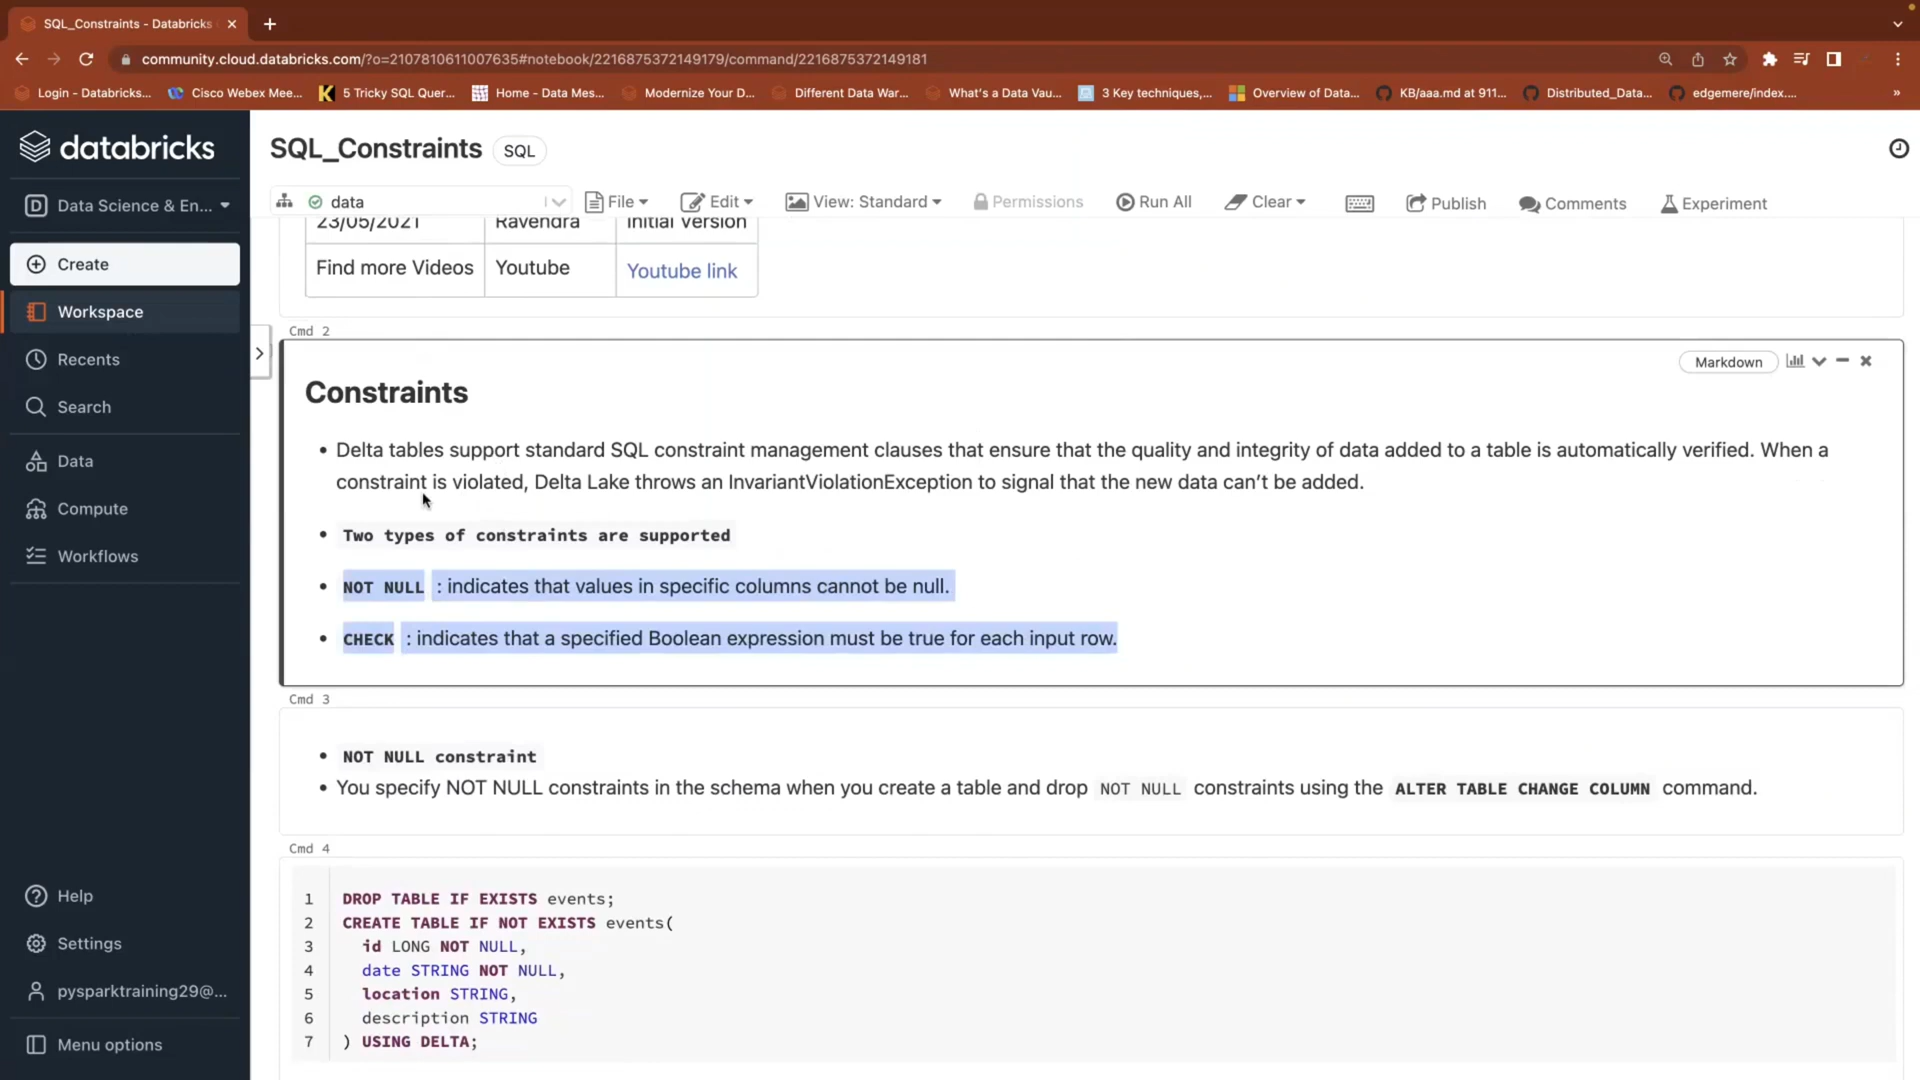 SQL_Constraints - Databricks
community.cloud.databricks.com/?o=2107810611007635#notebook/2216875372149179/command/2216875372149181
Login - Databricks... Cisco Webex Mee... 5 Tricky SQL Quer... Home - Data Mes... Modernize Your D... Different Data War... What's a Data Vau... 3 Key techniques,... Overview of Data... KB/aaa.md at 911... Distributed_Data... edgemere/index.... »
databricks
Data Science & En...
Create
Workspace
Recents
Search
Data
Compute
Workflows
Help
Settings
pysparktraining29@...
Menu options
SQL_Constraints SQL
data File Edit View: Standard Permissions Run All Clear Publish Comments Experiment
23/05/2021 Ravendra Initial Version
Find more Videos Youtube Youtube link
Cmd 2
Markdown
Constraints
• Delta tables support standard SQL constraint management clauses that ensure that the quality and integrity of data added to a table is automatically verified. When a
constraint is violated, Delta Lake throws an InvariantViolationException to signal that the new data can't be added.
• Two types of constraints are supported
• NOT NULL : indicates that values in specific columns cannot be null.
• CHECK : indicates that a specified Boolean expression must be true for each input row.
Cmd 3
• NOT NULL constraint
• You specify NOT NULL constraints in the schema when you create a table and drop NOT NULL constraints using the ALTER TABLE CHANGE COLUMN command.
Cmd 4
1 DROP TABLE IF EXISTS events;
2 CREATE TABLE IF NOT EXISTS events(
3 id LONG NOT NULL,
4 date STRING NOT NULL,
5 location STRING,
6 description STRING
7 ) USING DELTA;